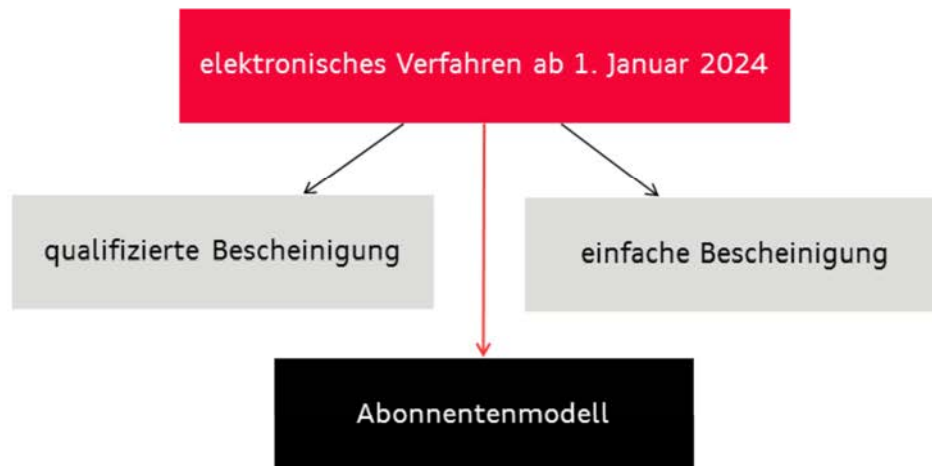 elektronisches Verfahren ab 1. Januar 2024
qualifizierte Bescheinigung
einfache Bescheinigung
Abonnentenmodell